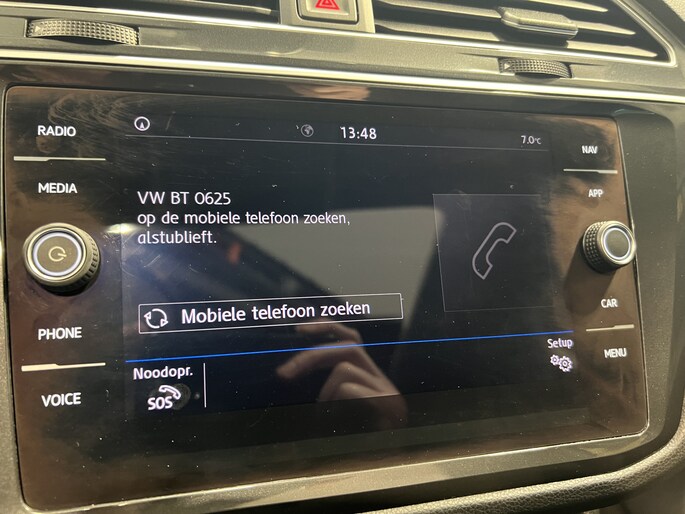 RADIO
MEDIA
PHONE
VOICE
13:48
7.0°C
VW BT 0625
op de mobiele telefoon zoeken,
alstublieft.
Mobiele telefoon zoeken
Noodopr.
SOS
Setup
NAV
APP
CAR
MENU